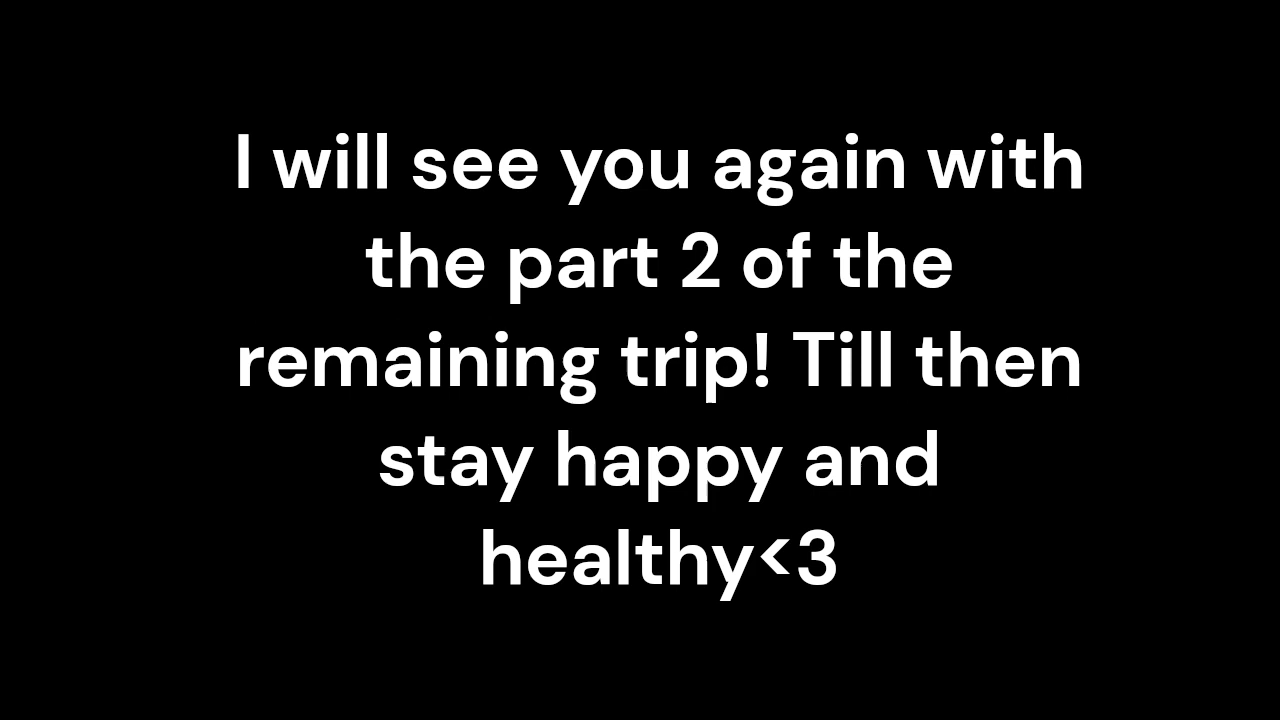 I will see you again with
the part 2 of the
remaining trip! Till then
stay happy and
healthy<3